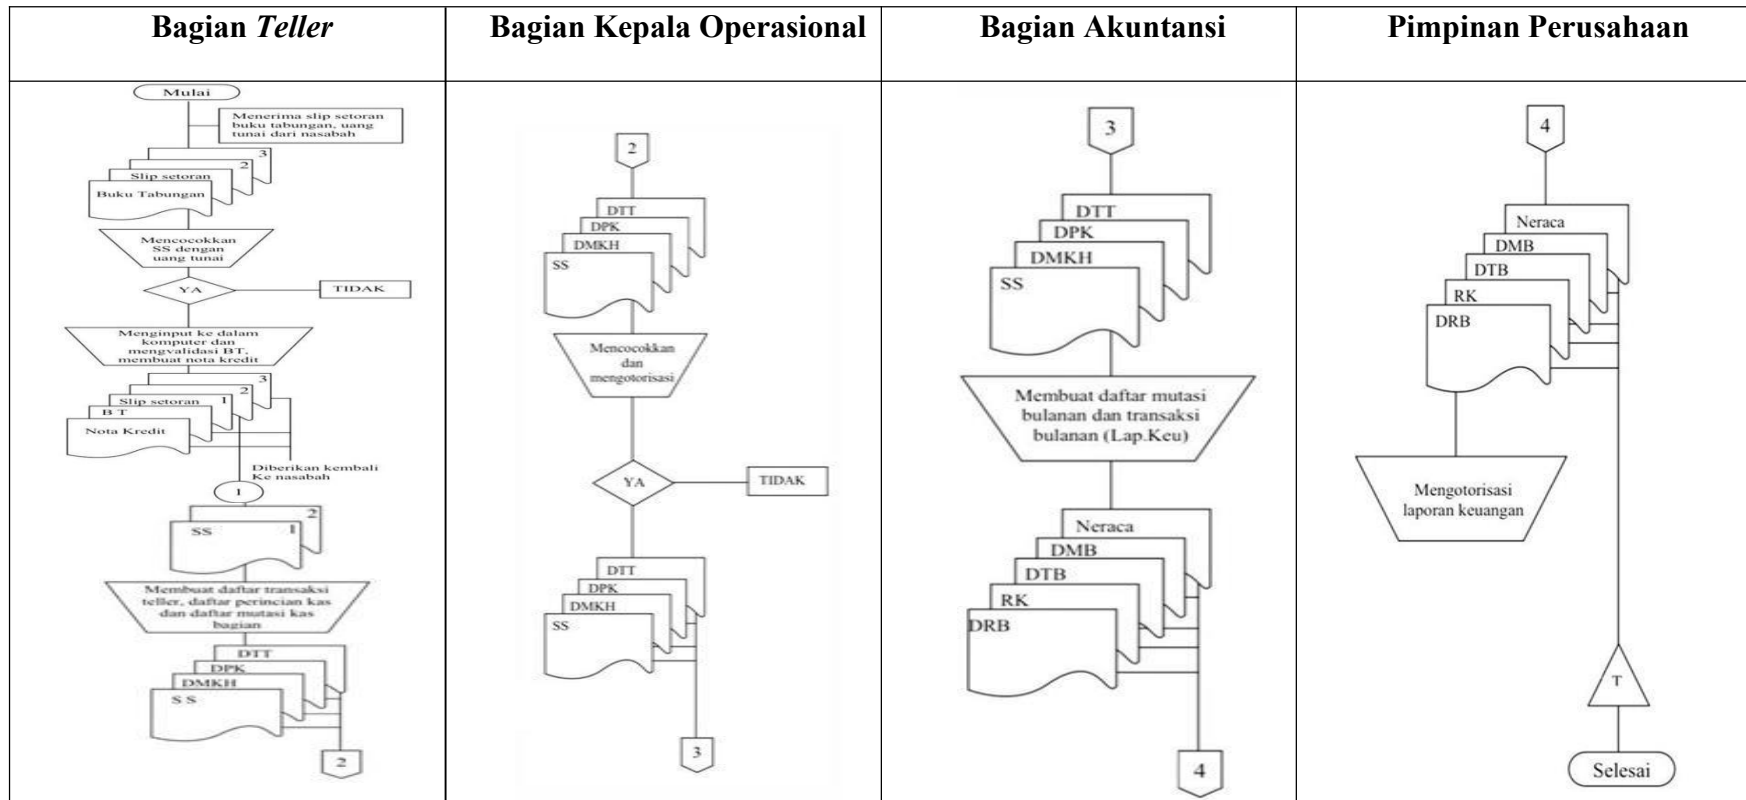 Bagian Teller
Bagian Kepala Operasional
Bagian Akuntansi
Pimpinan Perusahaan
Mulai
Menerima slip setoran
buku tabungan, uang
tunai dari nasabah
3
2
Slip setoran
Buku Tabungan
Mencocokkan
SS dengan
uang tunai
YA
TIDAK
Menginput ke dalam
komputer dan
mengvalidasi BT,
membuat nota kredit
3
2
Slip setoran 1
B T
Nota Kredit
Diberikan kembali
Ke nasabah
1
2
SS 1
Membuat daftar transaksi
teller, daftar perincian kas
dan daftar mutasi kas
bagian
DTT
DPK
DMKH
S S
2
2
DTT
DPK
DMKH
SS
Mencocokkan
dan
mengotorisasi
YA
TIDAK
DTT
DPK
DMKH
SS
3
3
DTT
DPK
DMKH
SS
Membuat daftar mutasi
bulanan dan transaksi
bulanan (Lap.Keu)
Neraca
DMB
DTB
RK
DRB
4
4
Neraca
DMB
DTB
RK
DRB
Mengotorisasi
laporan keuangan
T
Selesai